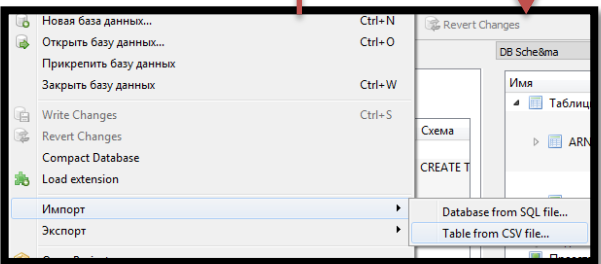 Новая база данных... Ctrl+N
Открыть базу данных... Ctrl+O
Прикрепить базу данных
Закрыть базу данных Ctrl+W
Write Changes Ctrl+S
Revert Changes
Compact Database
Load extension
Импорт
Экспорт
Revert Changes
DB Sche&ma
Имя
Таблиц
ARN
Схема
CREATE T
Database from SQL file...
Table from CSV file...